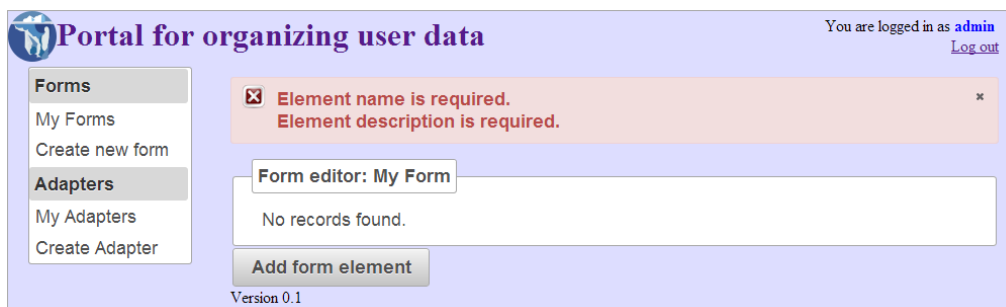 Portal for organizing user data
You are logged in as admin
Log out
Forms
My Forms
Create new form
Adapters
My Adapters
Create Adapter
Element name is required.
Element description is required.
Form editor: My Form
No records found.
Add form element
Version 0.1